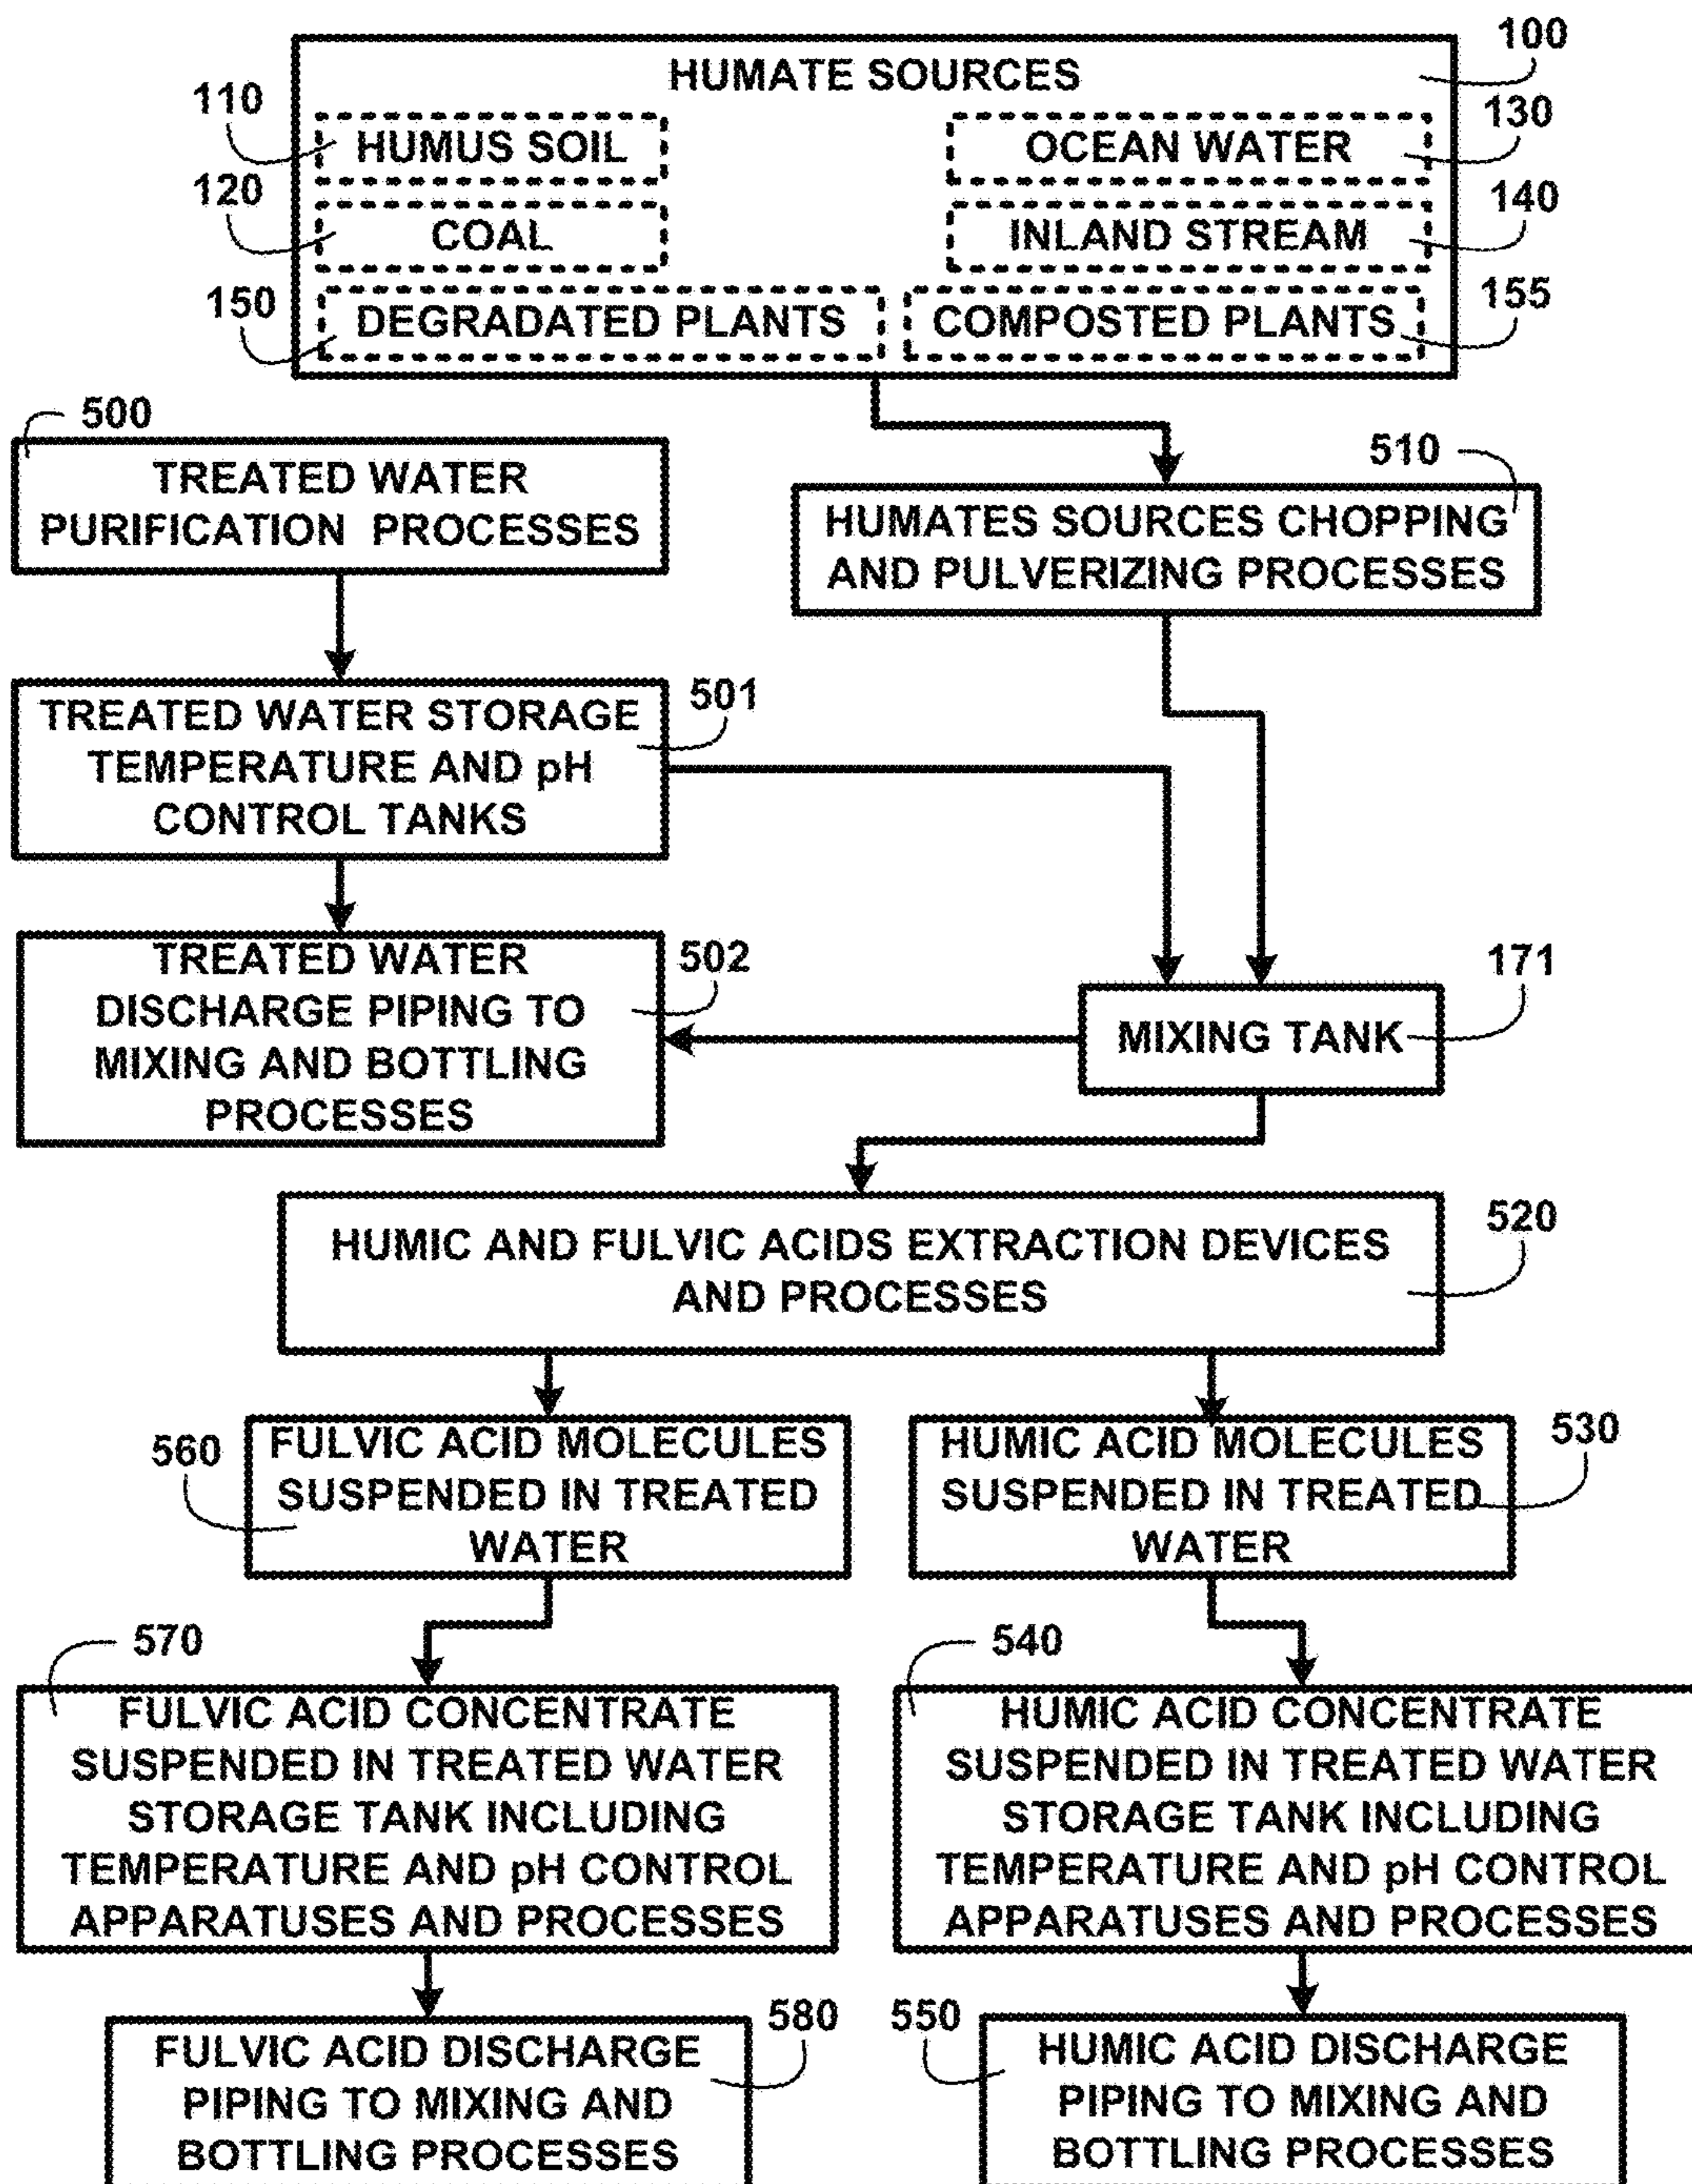 100
HUMATE SOURCES
110
HUMUS SOIL
OCEAN WATER
130
120
COAL
INLAND STREAM
140
150
DEGRADATED PLANTS
COMPOSTED PLANTS
155
500
TREATED WATER
PURIFICATION PROCESSES
510
HUMATES SOURCES CHOPPING
AND PULVERIZING PROCESSES
501
TREATED WATER STORAGE
TEMPERATURE AND pH
CONTROL TANKS
502
TREATED WATER
DISCHARGE PIPING TO
MIXING AND BOTTLING
PROCESSES
171
MIXING TANK
520
HUMIC AND FULVIC ACIDS EXTRACTION DEVICES
AND PROCESSES
560
FULVIC ACID MOLECULES
SUSPENDED IN TREATED
WATER
530
HUMIC ACID MOLECULES
SUSPENDED IN TREATED
WATER
570
FULVIC ACID CONCENTRATE
SUSPENDED IN TREATED WATER
STORAGE TANK INCLUDING
TEMPERATURE AND pH CONTROL
APPARATUSES AND PROCESSES
540
HUMIC ACID CONCENTRATE
SUSPENDED IN TREATED WATER
STORAGE TANK INCLUDING
TEMPERATURE AND pH CONTROL
APPARATUSES AND PROCESSES
580
FULVIC ACID DISCHARGE
PIPING TO MIXING AND
BOTTLING PROCESSES
550
HUMIC ACID DISCHARGE
PIPING TO MIXING AND
BOTTLING PROCESSES